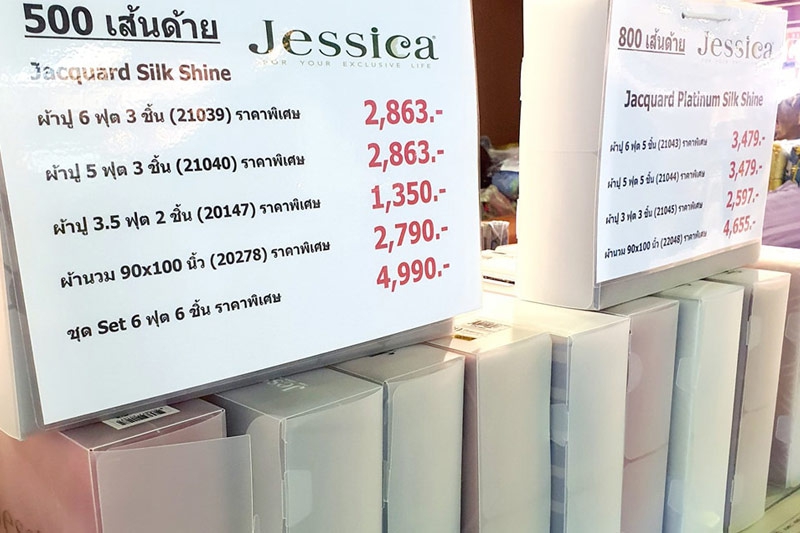 500 เส้นด้าย
Jessica
FOR YOUR EXCLUSIVE LIFE
Jacquard Silk Shine
ผ้าปู 6 ฟุต 3 ชิ้น (21039) ราคาพิเศษ 2,863.-
ผ้าปู 5 ฟุต 3 ชิ้น (21040) ราคาพิเศษ 2,863.-
ผ้าปู 3.5 ฟุต 2 ชิ้น (20147) ราคาพิเศษ 1,350.-
ผ้านวม 90x100 นิ้ว (20278) ราคาพิเศษ 2,790.-
ชุด Set 6 ฟุต 6 ชิ้น ราคาพิเศษ 4,990.-
800 เส้นด้าย Jessica
Jacquard Platinum Silk Shine
ผ้าปู 6 ฟุต 5 ชิ้น (21043) ราคาพิเศษ 3,479.-
ผ้าปู 5 ฟุต 5 ชิ้น (21044) ราคาพิเศษ 3,479.-
ผ้าปู 3 ฟุต 3 ชิ้น (21045) ราคาพิเศษ 2,597.-
ผ้านวม 90x100 นิ้ว (22048) ราคาพิเศษ 4,655.-